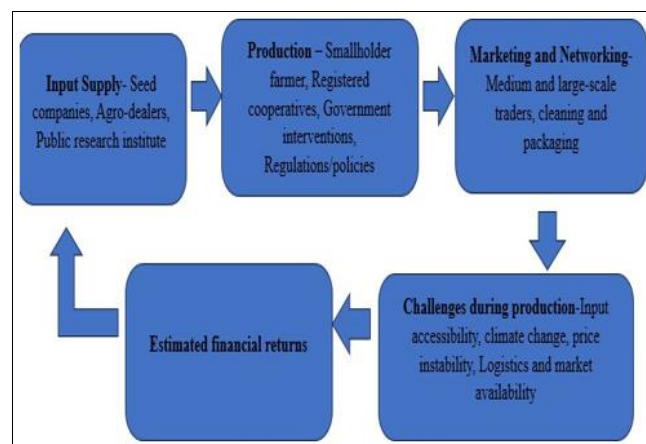 Input Supply- Seed
companies, Agro-dealers,
Public research institute
Production – Smallholder
farmer, Registered
cooperatives, Government
interventions,
Regulations/policies
Marketing and Networking-
Medium and large-scale
traders, cleaning and
packaging
Challenges during production-Input
accessibility, climate change, price
instability, Logistics and market
availability
Estimated financial returns